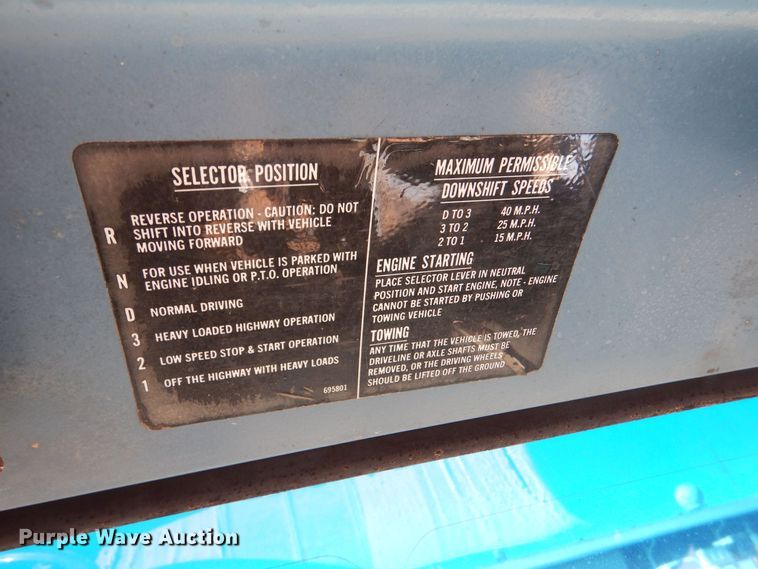 SELECTOR POSITION
R REVERSE OPERATION - CAUTION: DO NOT
SHIFT INTO REVERSE WITH VEHICLE
MOVING FORWARD
N FOR USE WHEN VEHICLE IS PARKED WITH
ENGINE IDLING OR P.T.O. OPERATION
D NORMAL DRIVING
3 HEAVY LOADED HIGHWAY OPERATION
2 LOW SPEED STOP & START OPERATION
1 OFF THE HIGHWAY WITH HEAVY LOADS
695801
MAXIMUM PERMISSIBLE
DOWNSHIFT SPEEDS
D TO 3 40 M.P.H.
3 TO 2 25 M.P.H.
2 TO 1 15 M.P.H.
ENGINE STARTING
PLACE SELECTOR LEVER IN NEUTRAL
POSITION AND START ENGINE, NOTE - ENGINE
CANNOT BE STARTED BY PUSHING OR
TOWING VEHICLE
TOWING
ANY TIME THAT THE VEHICLE IS TOWED, THE
DRIVELINE OR AXLE SHAFTS MUST BE
REMOVED, OR THE DRIVING WHEELS
SHOULD BE LIFTED OFF THE GROUND
Purple Wave Auction